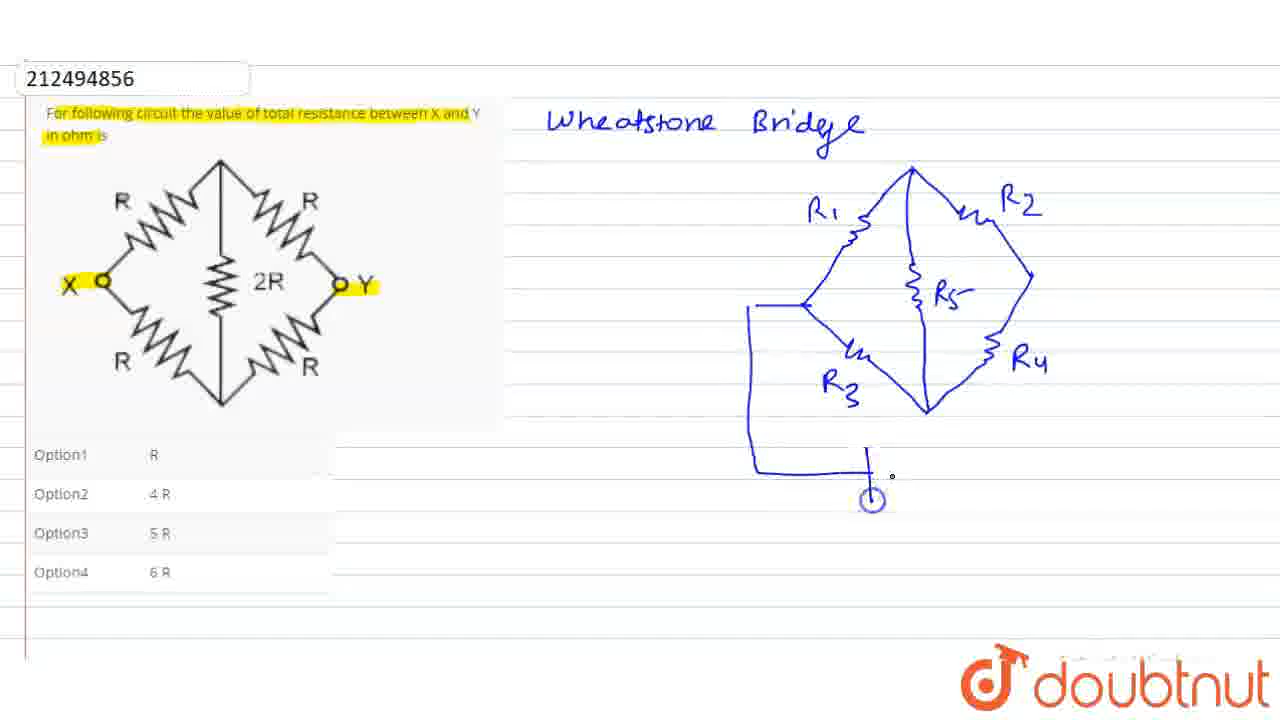 212494856
For following circuit the value of total resistance between X and Y
in ohm is
R
R
X
2R
Y
R
R
Option1 R
Option2 4 R
Option3 5 R
Option4 6 R
Wheatstone Bridge
R1
R2
R5
R3
R4
doubtnut